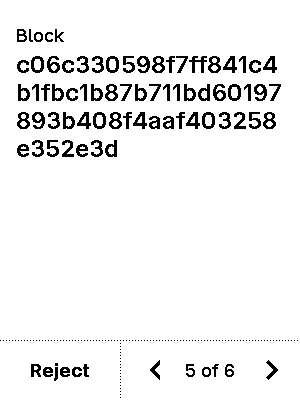 Block
c06c330598f7ff841c4
b1fbc1b87b711bd60197
893b408f4aaf403258
e352e3d
Reject
5 of 6